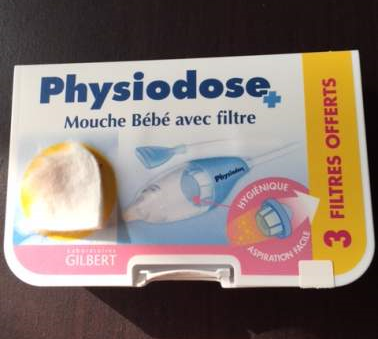 Physiodose
Mouche Bébé avec filtre
Physiodose
HYGIÉNIQUE
ASPIRATION FACILE
3 FILTRES OFFERTS
Laboratoires
GILBERT